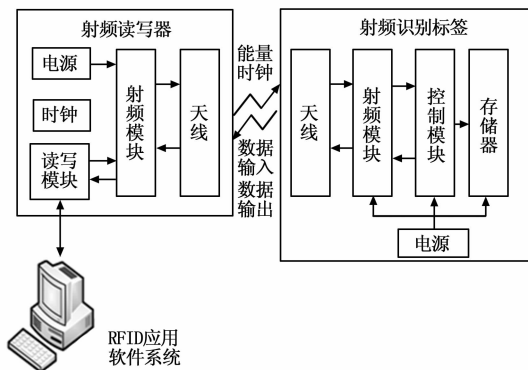 射频读写器
电源
时钟
读写
模块
射频模块
天线
能量
时钟
数据
输入
数据
输出
射频识别标签
天线
射频模块
控制模块
存储器
电源
RFID应用
软件系统